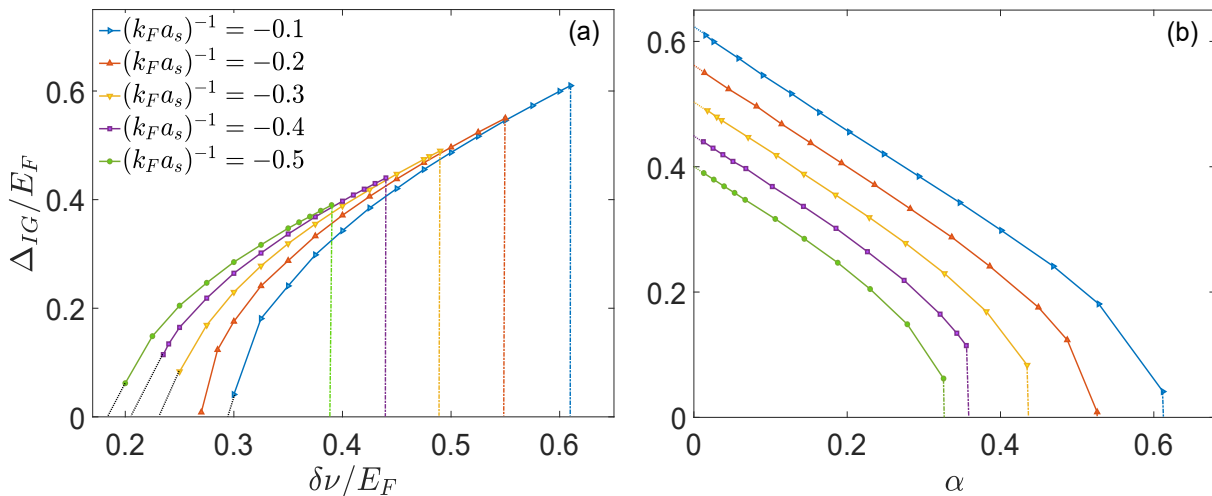 (a)
(k_F a_s)^{-1} = -0.1
(k_F a_s)^{-1} = -0.2
(k_F a_s)^{-1} = -0.3
(k_F a_s)^{-1} = -0.4
(k_F a_s)^{-1} = -0.5
Δ_{IG}/E_F
0.6
0.4
0.2
0
0.2 0.3 0.4 0.5 0.6
δν/E_F
(b)
0.6
0.4
0.2
0
0 0.2 0.4 0.6
α